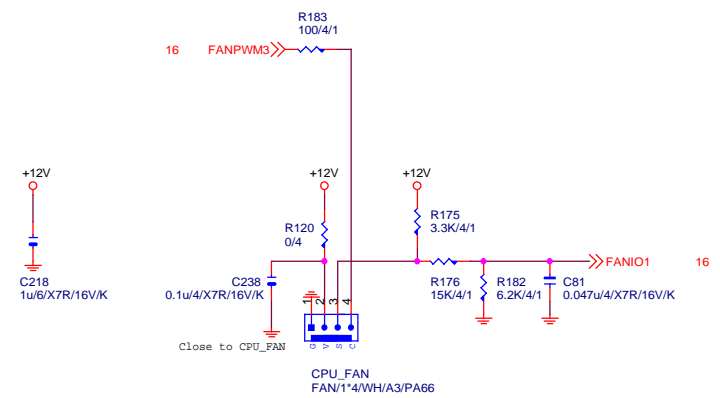 R183
100/4/1
16 FANPWM3
+12V
+12V
+12V
R120
0/4
R175
3.3K/4/1
FANIO1 16
C218
1u/6/X7R/16V/K
C238
0.1u/4/X7R/16V/K
R176
15K/4/1
R182
6.2K/4/1
C81
0.047u/4/X7R/16V/K
1 2 3 4
G V S C
Close to CPU_FAN
CPU_FAN
FAN/1*4/WH/A3/PA66